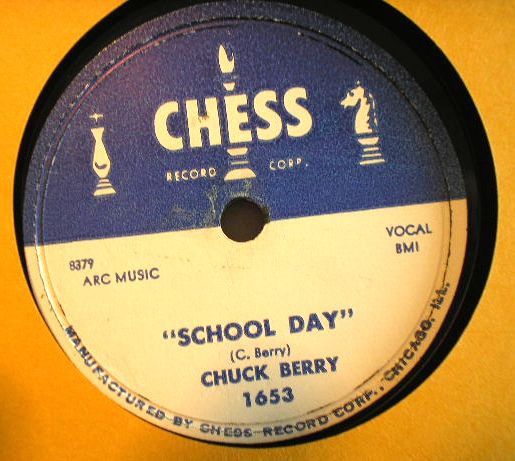 CHESS
RECORD CORP.
VOCAL
BMI
8379
ARC MUSIC
"SCHOOL DAY"
(C. Berry)
CHUCK BERRY
1653
MANUFACTURED BY CHESS RECORD CORP., CHICAGO, ILL.